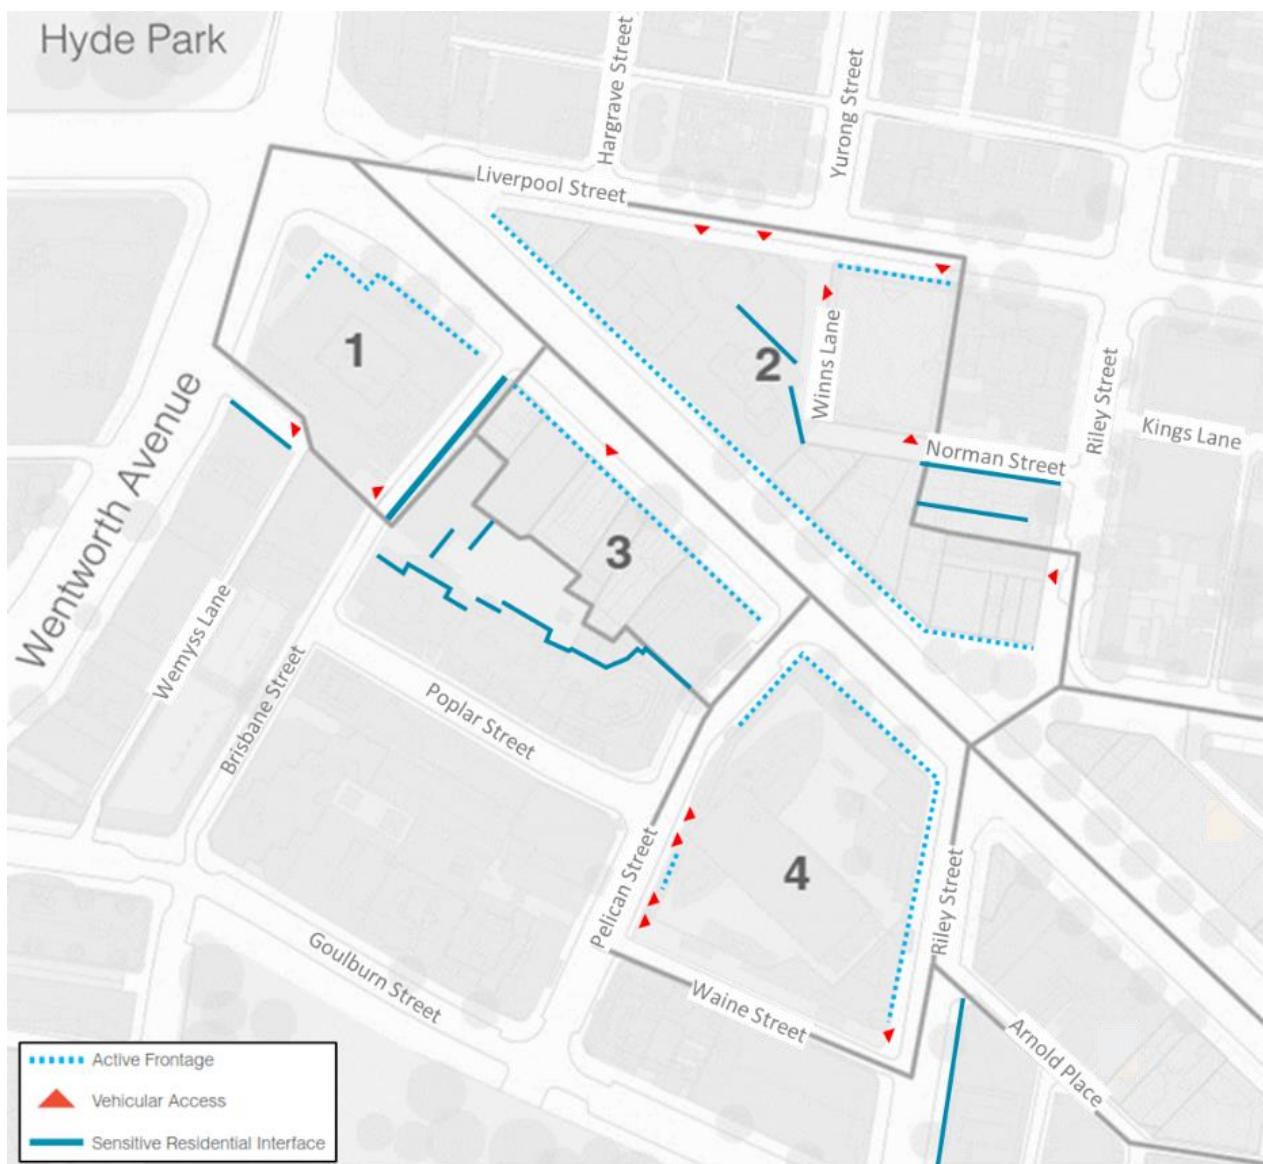 Hyde Park
Hargrave Street
Yurong Street
Liverpool Street
1
2
Winns Lane
Riley Street
Kings Lane
Norman Street
Wentworth Avenue
3
Wemyss Lane
Brisbane Street
Poplar Street
Pelican Street
4
Riley Street
Goulburn Street
Waine Street
Arnold Place
Active Frontage
Vehicular Access
Sensitive Residential Interface